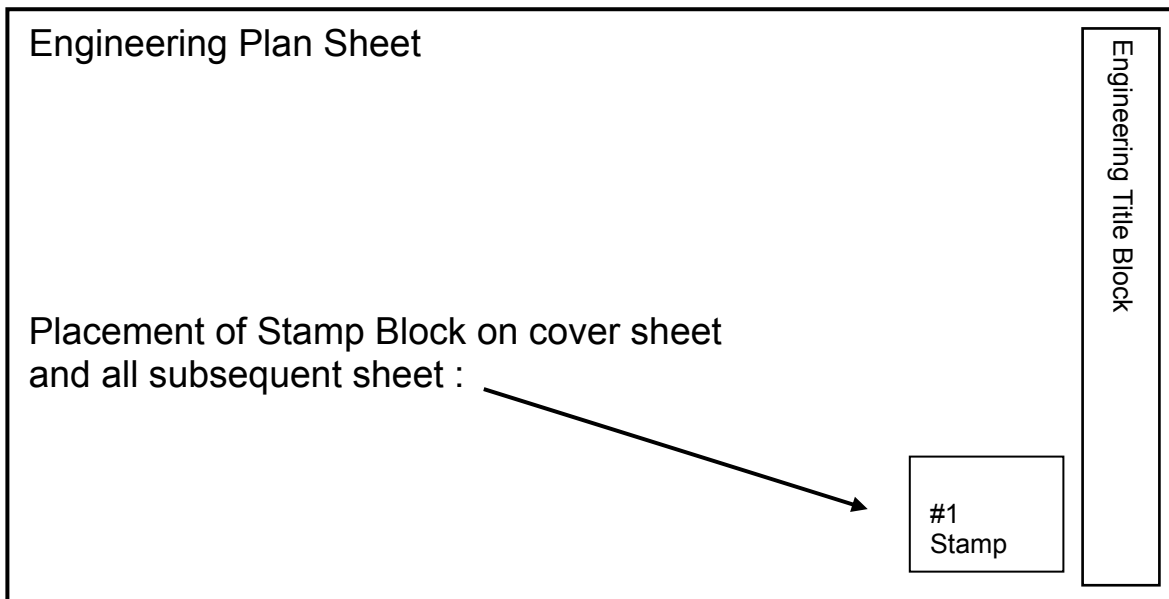 Engineering Plan Sheet
Engineering Title Block
Placement of Stamp Block on cover sheet
and all subsequent sheet :
#1
Stamp